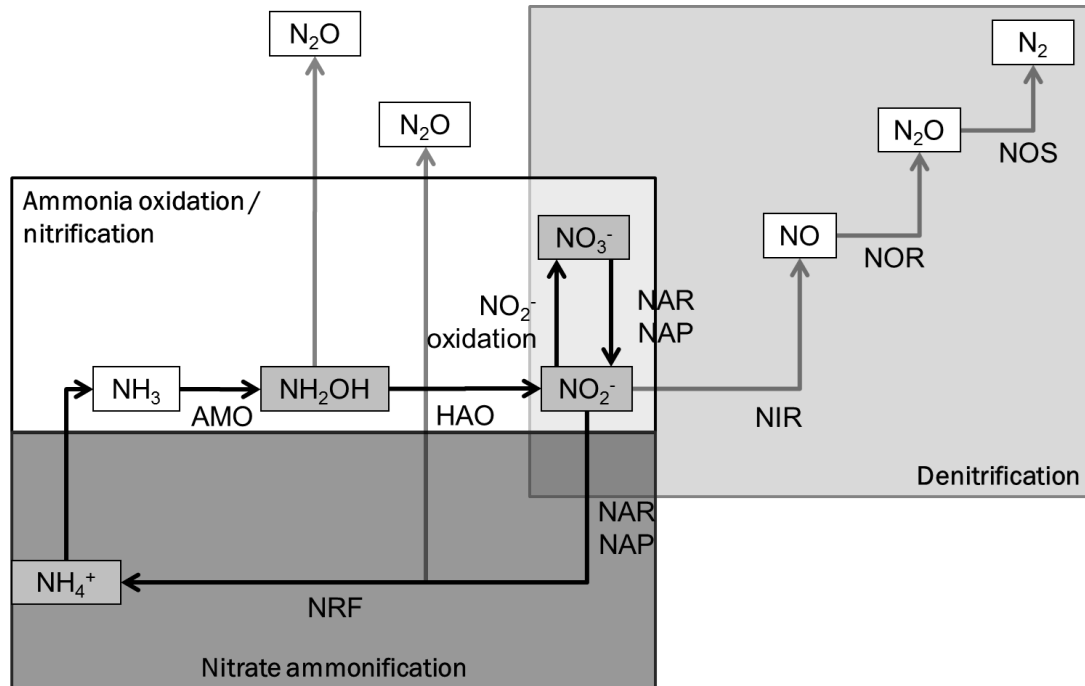 N₂O
N₂
N₂O
N₂O
NOS
Ammonia oxidation /
nitrification
NO₃⁻
NO
NOR
NO₂⁻
oxidation
NAR
NAP
NH₃
NH₂OH
NO₂⁻
AMO
HAO
NIR
Denitrification
NAR
NAP
NH₄⁺
NRF
Nitrate ammonification